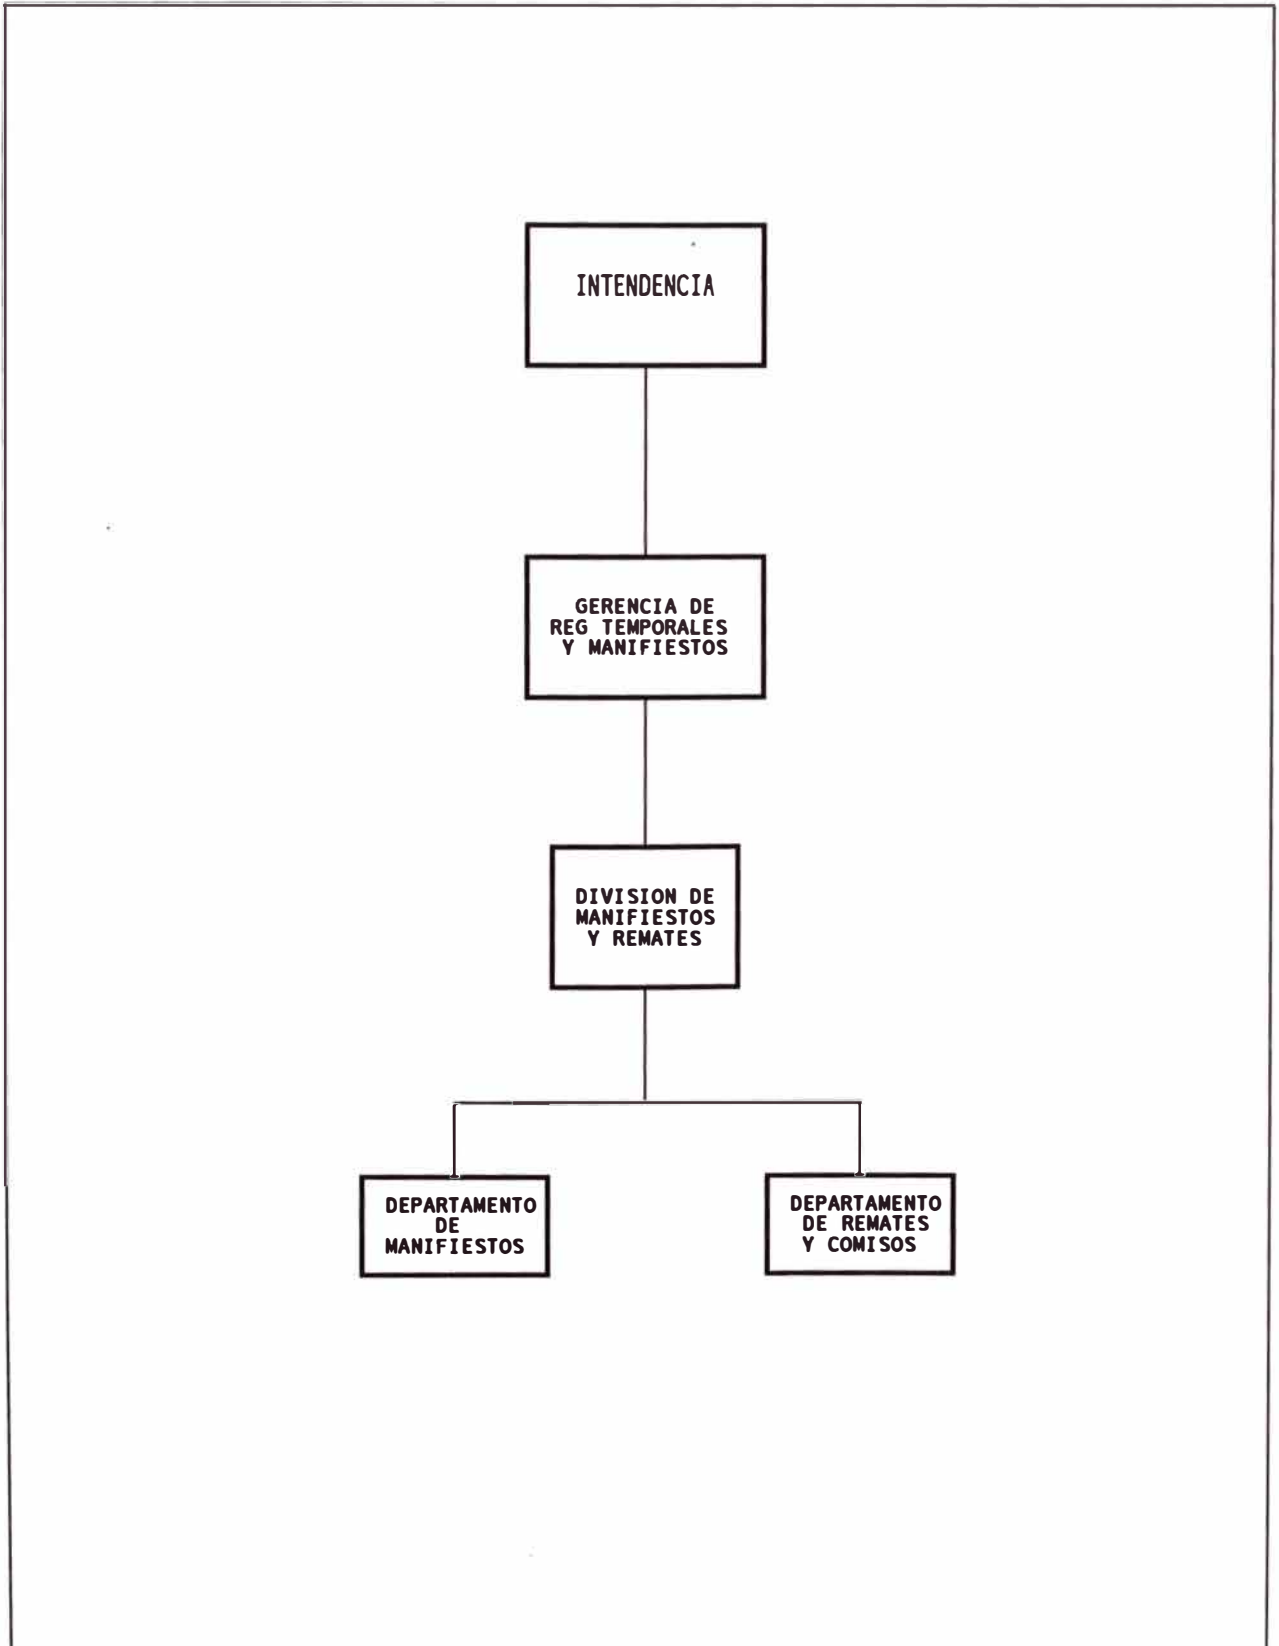 INTENDENCIA
GERENCIA DE
REG TEMPORALES
Y MANIFIESTOS
DIVISION DE
MANIFIESTOS
Y REMATES
DEPARTAMENTO
DE
MANIFIESTOS
DEPARTAMENTO
DE REMATES
Y COMISOS